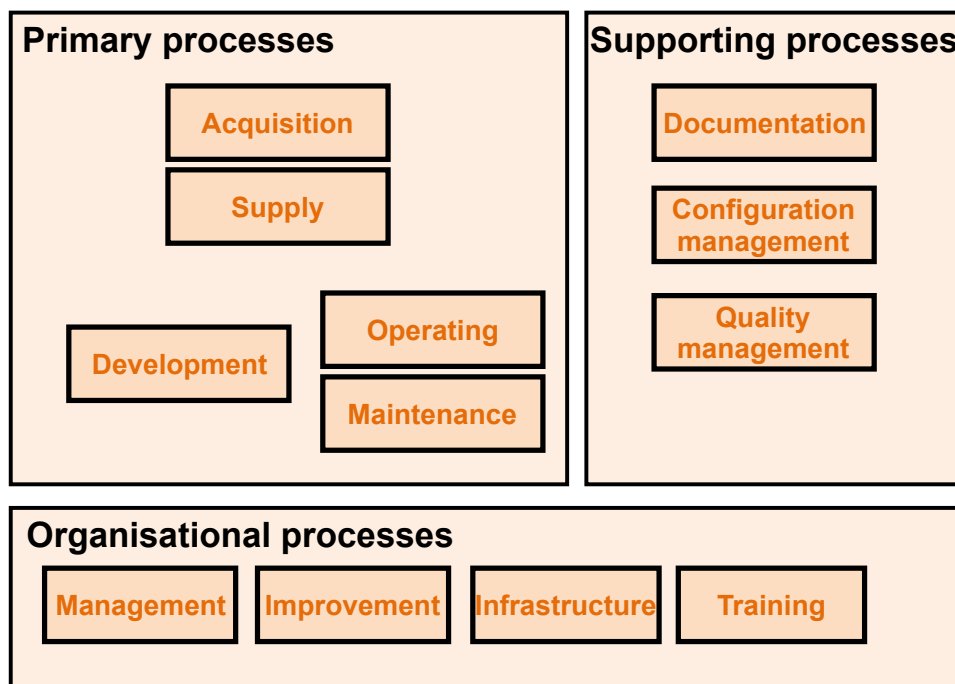 Primary processes
Acquisition
Supply
Development
Operating
Maintenance
Supporting processes
Documentation
Configuration
management
Quality
management
Organisational processes
Management
Improvement
Infrastructure
Training